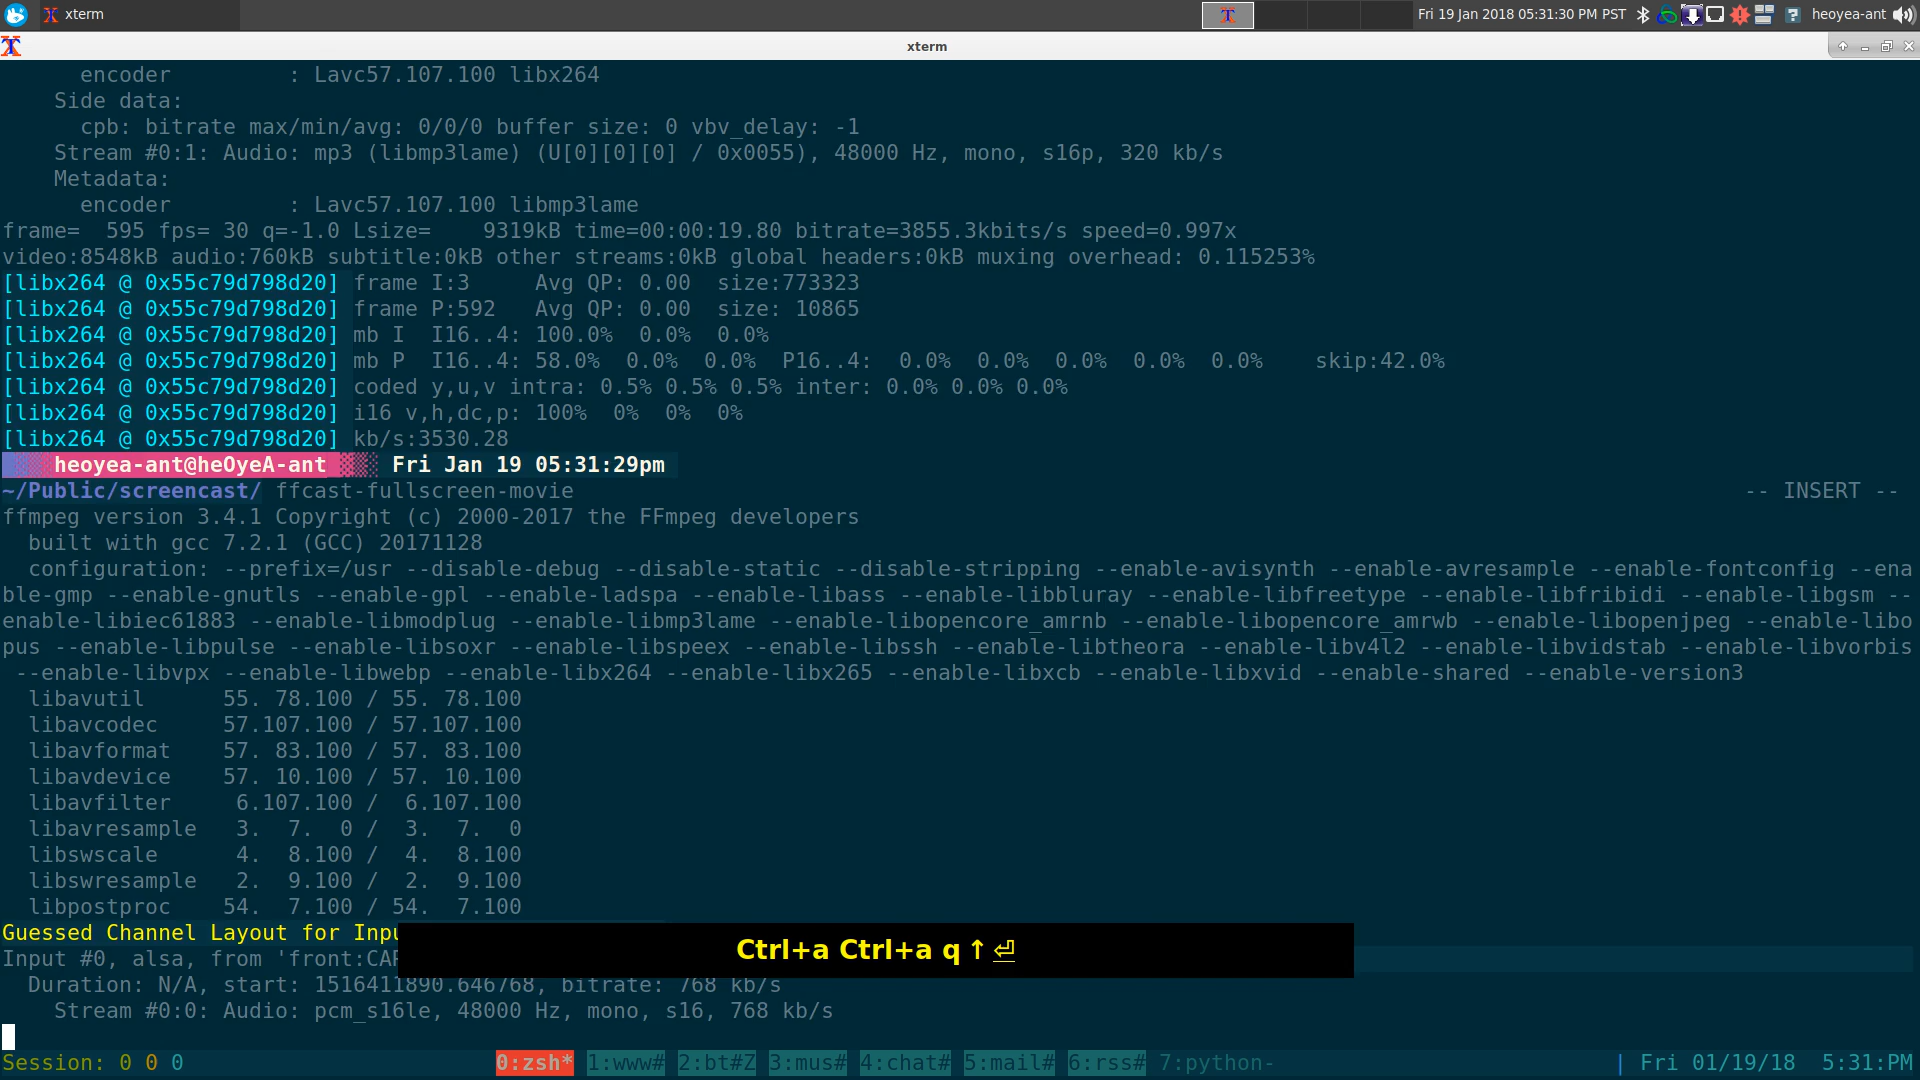 xterm
Fri 19 Jan 2018 05:31:30 PM PST
heoyea-ant
xterm
encoder : Lavc57.107.100 libx264
Side data:
cpb: bitrate max/min/avg: 0/0/0 buffer size: 0 vbv_delay: -1
Stream #0:1: Audio: mp3 (libmp3lame) (U[0][0][0] / 0x0055), 48000 Hz, mono, s16p, 320 kb/s
Metadata:
encoder : Lavc57.107.100 libmp3lame
frame= 595 fps= 30 q=-1.0 Lsize= 9319kB time=00:00:19.80 bitrate=3855.3kbits/s speed=0.997x
video:8548kB audio:760kB subtitle:0kB other streams:0kB global headers:0kB muxing overhead: 0.115253%
[libx264 @ 0x55c79d798d20] frame I:3 Avg QP: 0.00 size:773323
[libx264 @ 0x55c79d798d20] frame P:592 Avg QP: 0.00 size: 10865
[libx264 @ 0x55c79d798d20] mb I I16..4: 100.0% 0.0% 0.0%
[libx264 @ 0x55c79d798d20] mb P I16..4: 58.0% 0.0% 0.0% P16..4: 0.0% 0.0% 0.0% 0.0% 0.0% skip:42.0%
[libx264 @ 0x55c79d798d20] coded y,u,v intra: 0.5% 0.5% 0.5% inter: 0.0% 0.0% 0.0%
[libx264 @ 0x55c79d798d20] i16 v,h,dc,p: 100% 0% 0% 0%
[libx264 @ 0x55c79d798d20] kb/s:3530.28
heoyea-ant@heOyeA-ant Fri Jan 19 05:31:29pm
~/Public/screencast/ ffcast-fullscreen-movie -- INSERT --
ffmpeg version 3.4.1 Copyright (c) 2000-2017 the FFmpeg developers
built with gcc 7.2.1 (GCC) 20171128
configuration: --prefix=/usr --disable-debug --disable-static --disable-stripping --enable-avisynth --enable-avresample --enable-fontconfig --ena
ble-gmp --enable-gnutls --enable-gpl --enable-ladspa --enable-libass --enable-libbluray --enable-libfreetype --enable-libfribidi --enable-libgsm --
enable-libiec61883 --enable-libmodplug --enable-libmp3lame --enable-libopencore_amrnb --enable-libopencore_amrwb --enable-libopenjpeg --enable-libo
pus --enable-libpulse --enable-libsoxr --enable-libspeex --enable-libssh --enable-libtheora --enable-libv4l2 --enable-libvidstab --enable-libvorbis
--enable-libvpx --enable-libwebp --enable-libx264 --enable-libx265 --enable-libxcb --enable-libxvid --enable-shared --enable-version3
libavutil 55. 78.100 / 55. 78.100
libavcodec 57.107.100 / 57.107.100
libavformat 57. 83.100 / 57. 83.100
libavdevice 57. 10.100 / 57. 10.100
libavfilter 6.107.100 / 6.107.100
libavresample 3. 7. 0 / 3. 7. 0
libswscale 4. 8.100 / 4. 8.100
libswresample 2. 9.100 / 2. 9.100
libpostproc 54. 7.100 / 54. 7.100
Guessed Channel Layout for
Ctrl+a Ctrl+a q ↑ ⏎
Input #0, alsa, from
Duration: N/A, start: 1516411890.646768, bitrate: 768 kb/s
Stream #0:0: Audio: pcm_s16le, 48000 Hz, mono, s16, 768 kb/s
Session: 0 0 0 0:zsh* 1:www# 2:bt#Z 3:mus# 4:chat# 5:mail# 6:rss# 7:python- | Fri 01/19/18 5:31:PM